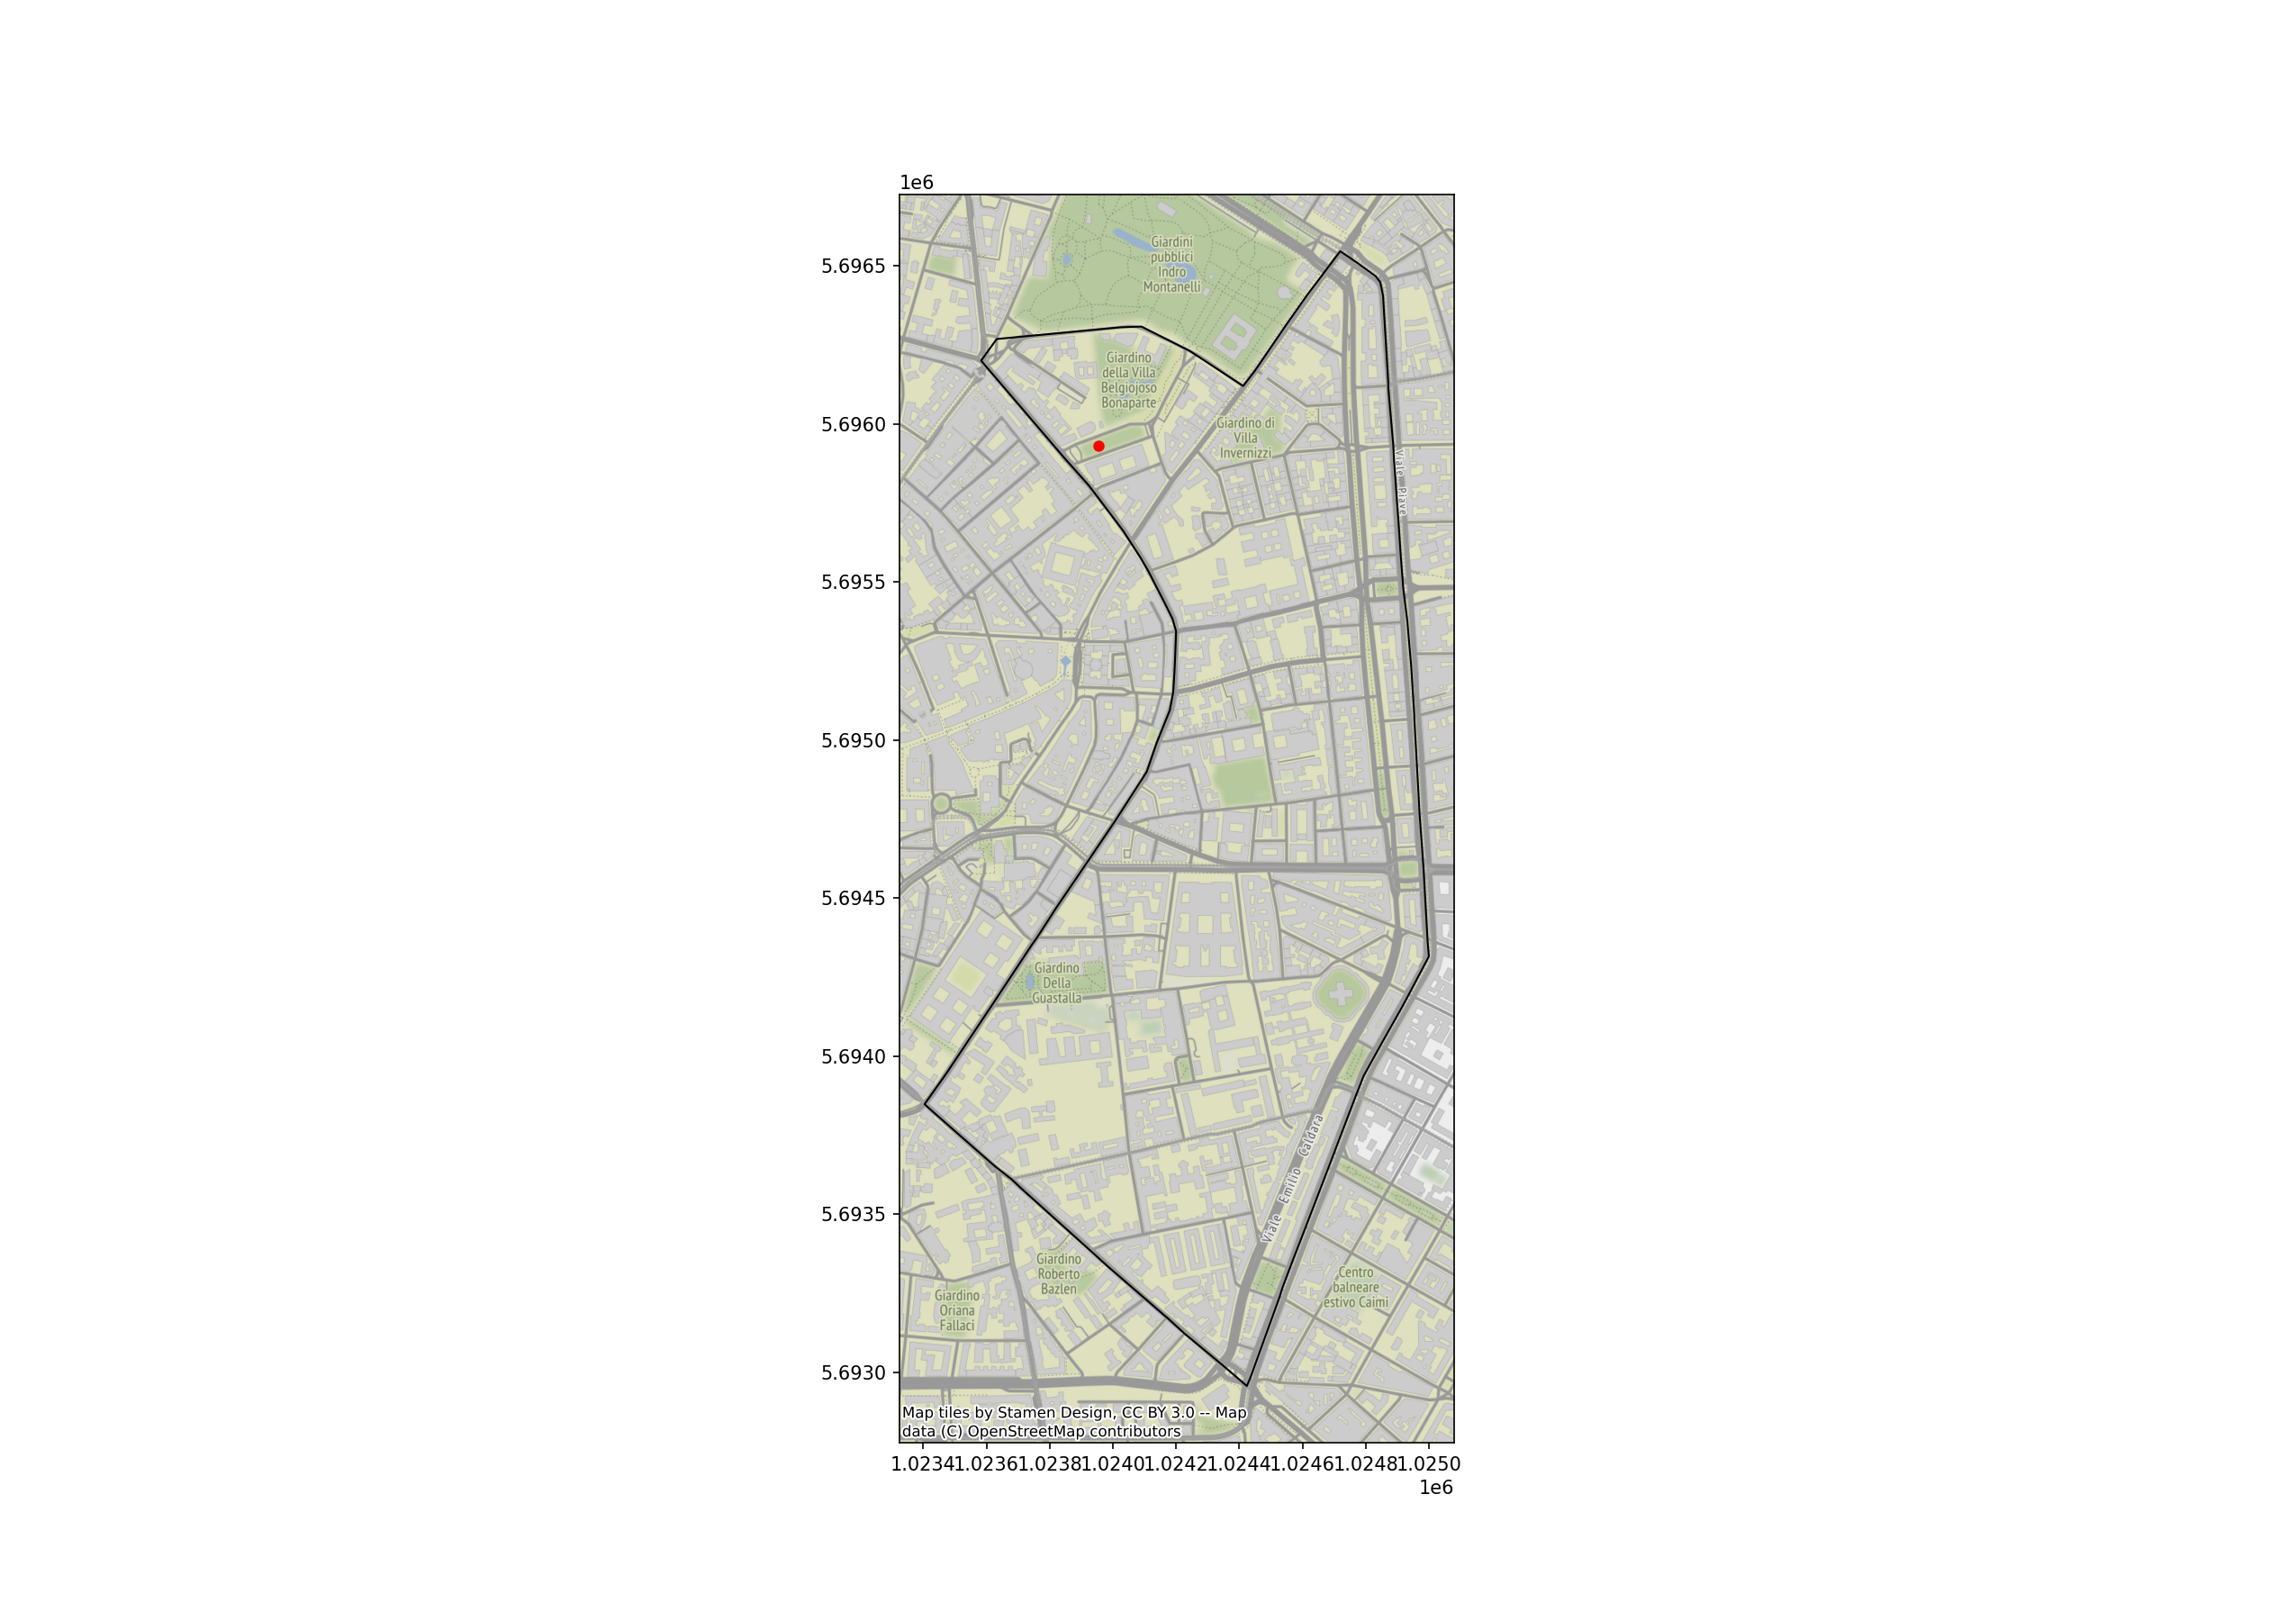 1e6
5.6965
5.6960
5.6955
5.6950
5.6945
5.6940
5.6935
5.6930
Giardini
pubblici
Indro
Montanelli
Giardino
della Villa
Belgiojoso
Bonaparte
Giardino di
Villa
Invernizzi
Viale Piave
Giardino
Della
Guastalla
Viale Emilio Caldara
Giardino
Roberto
Bazlen
Giardino
Oriana
Fallaci
Centro
balneare
estivo Caimi
Map tiles by Stamen Design, CC BY 3.0 -- Map
data (C) OpenStreetMap contributors
1.0234 1.0236 1.0238 1.0240 1.0242 1.0244 1.0246 1.0248 1.0250
1e6